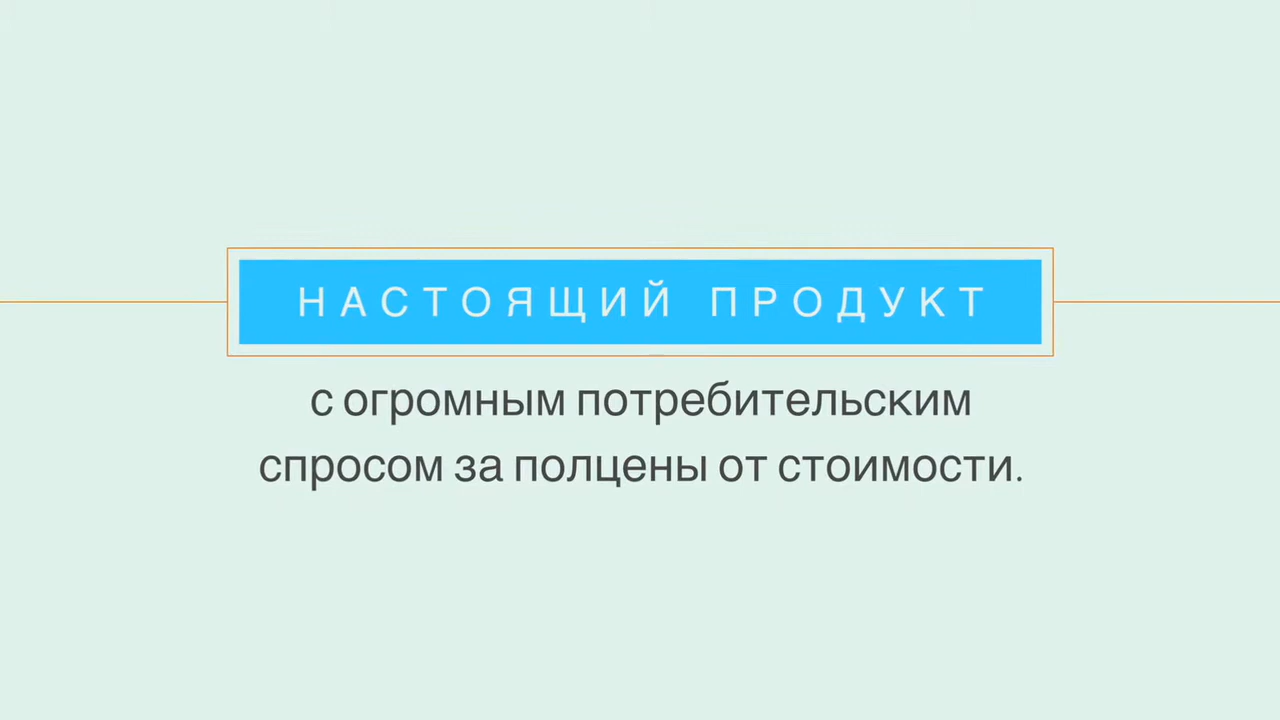 НАСТОЯЩИЙ ПРОДУКТ
с огромным потребительским
спросом за полцены от стоимости.